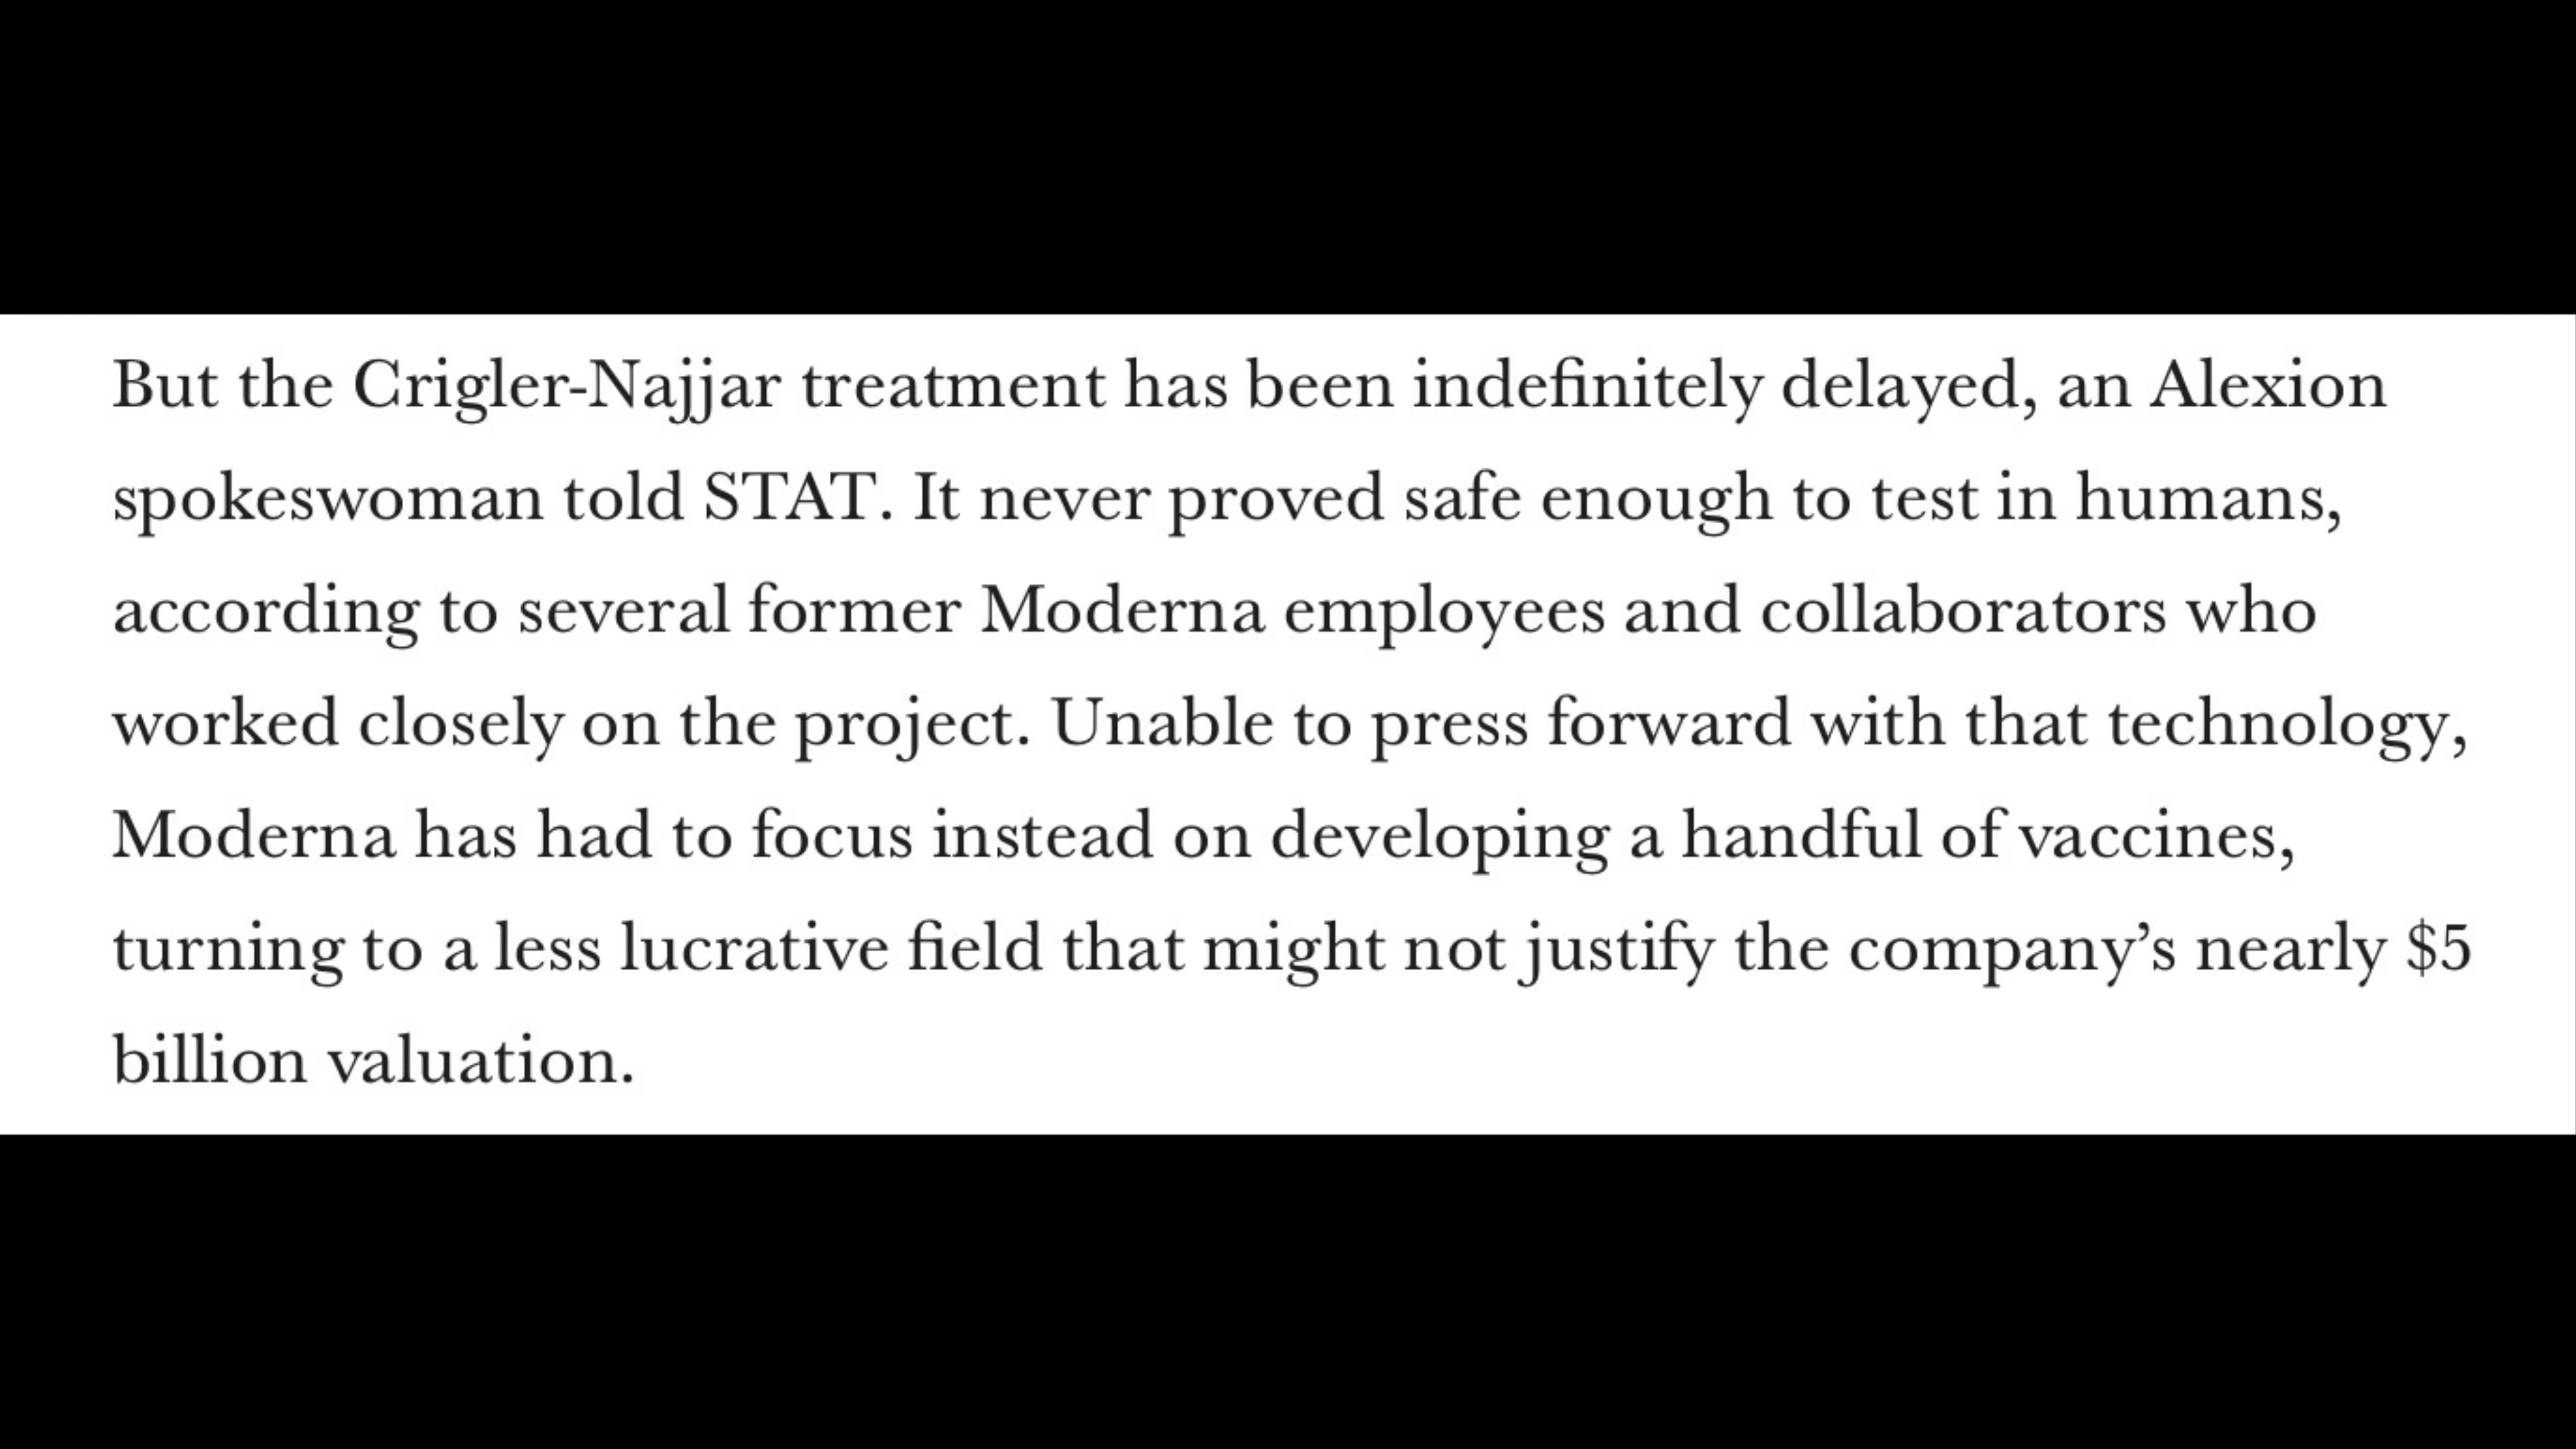 But the Crigler-Najjar treatment has been indefinitely delayed, an Alexion
spokeswoman told STAT. It never proved safe enough to test in humans,
according to several former Moderna employees and collaborators who
worked closely on the project. Unable to press forward with that technology,
Moderna has had to focus instead on developing a handful of vaccines,
turning to a less lucrative field that might not justify the company’s nearly $5
billion valuation.